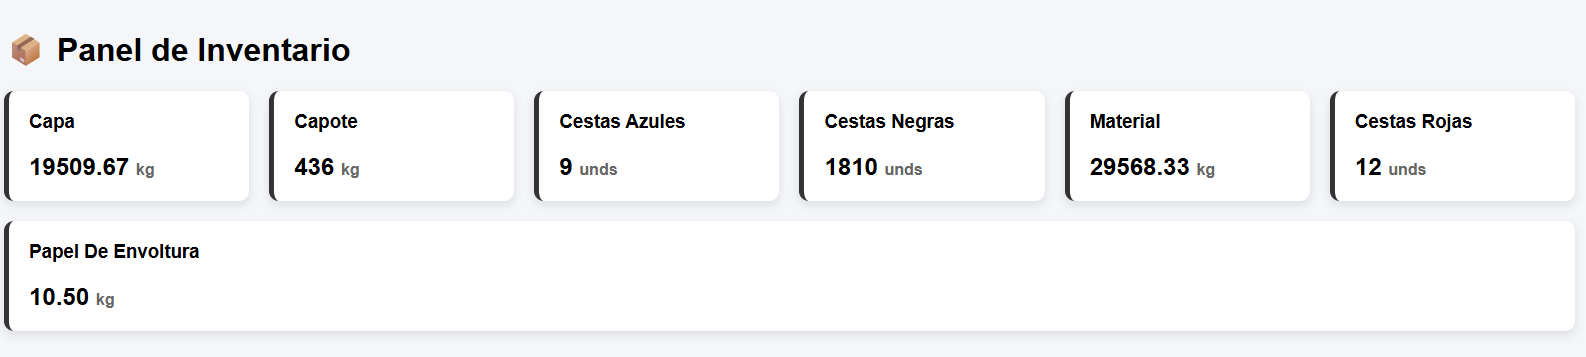 Panel de Inventario
Capa
19509.67 kg
Capote
436 kg
Cestas Azules
9 unds
Cestas Negras
1810 unds
Material
29568.33 kg
Cestas Rojas
12 unds
Papel De Envoltura
10.50 kg